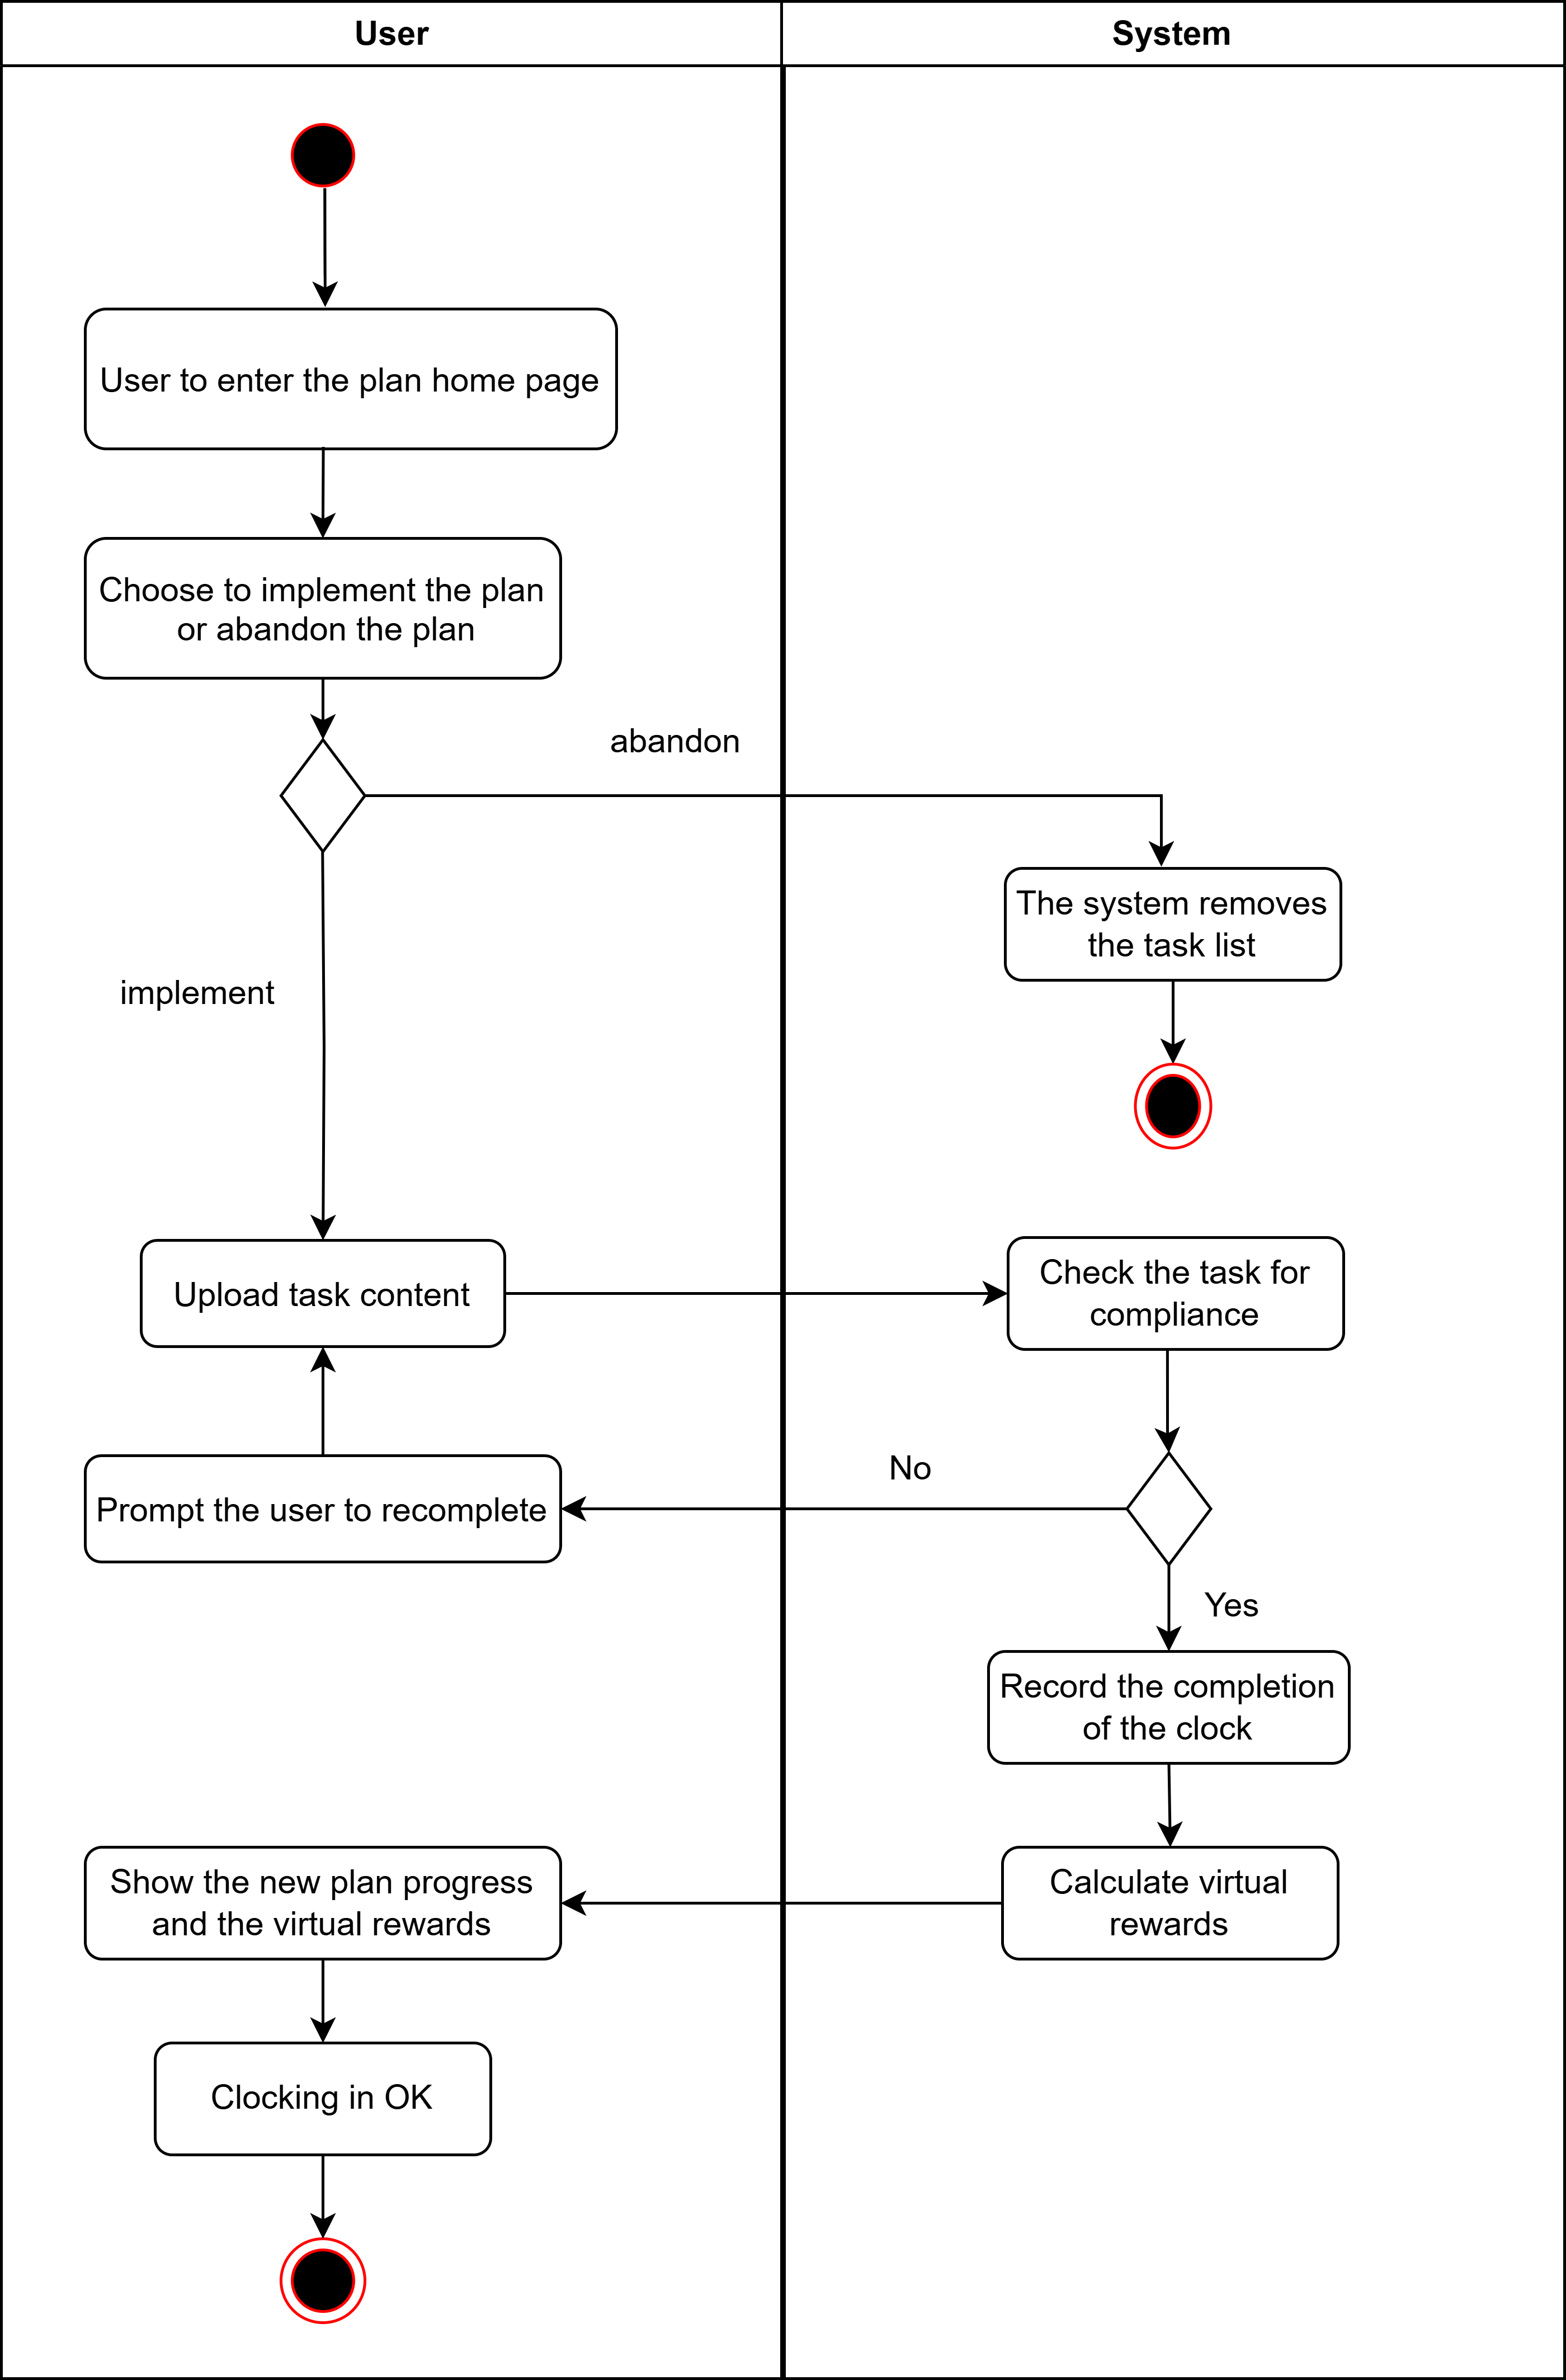 User
System
User to enter the plan home page
Choose to implement the plan
or abandon the plan
abandon
The system removes
the task list
implement
Upload task content
Check the task for
compliance
No
Prompt the user to recomplete
Yes
Record the completion
of the clock
Show the new plan progress
and the virtual rewards
Calculate virtual
rewards
Clocking in OK